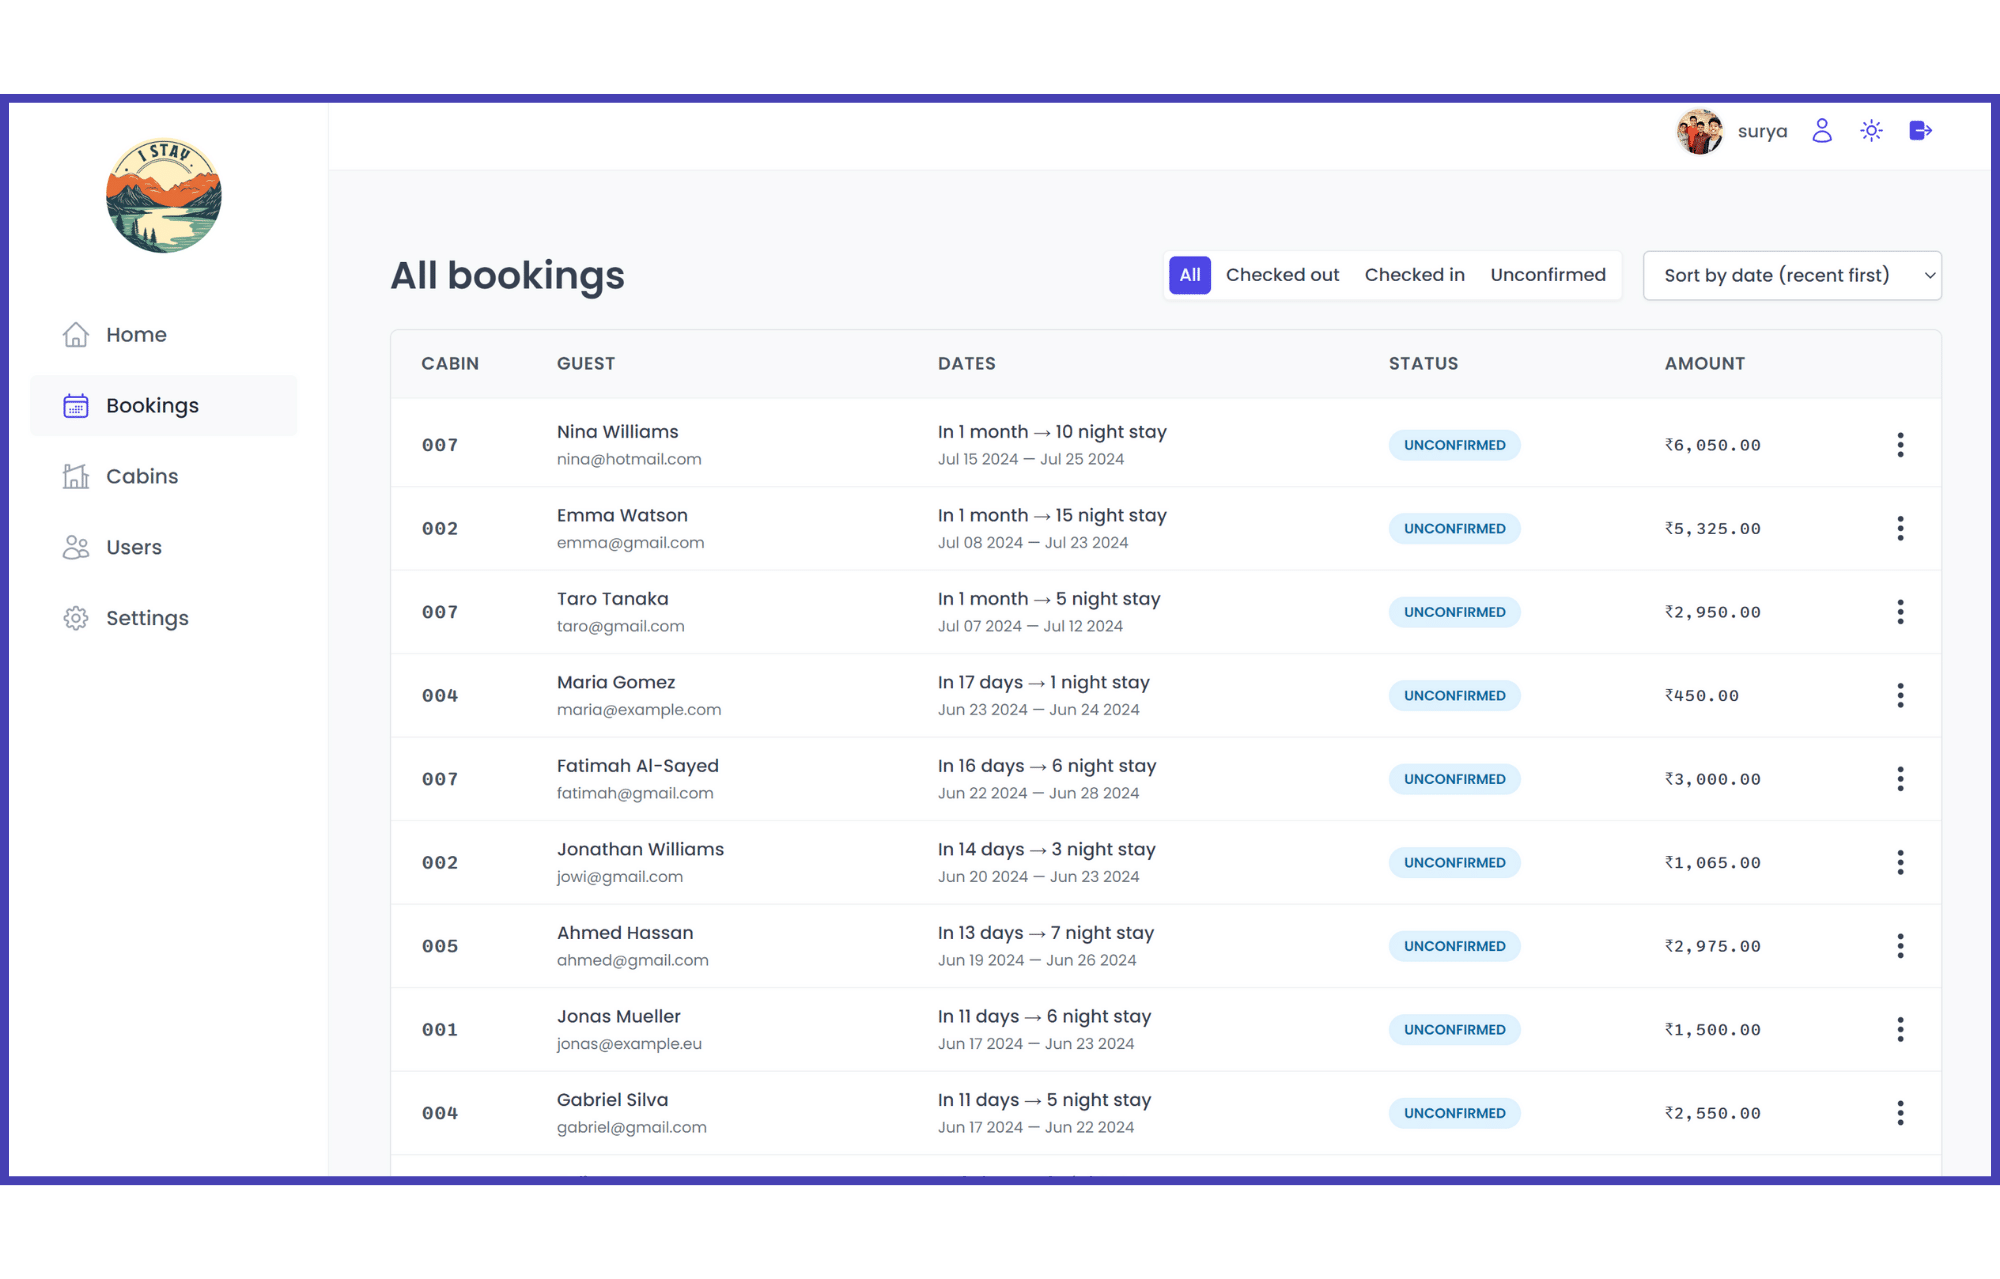 I STAY
surya
Home
Bookings
Cabins
Users
Settings
All bookings
All Checked out Checked in Unconfirmed Sort by date (recent first)
CABIN GUEST DATES STATUS AMOUNT
007 Nina Williams In 1 month → 10 night stay UNCONFIRMED ₹6,050.00
nina@hotmail.com Jul 15 2024 — Jul 25 2024
002 Emma Watson In 1 month → 15 night stay UNCONFIRMED ₹5,325.00
emma@gmail.com Jul 08 2024 — Jul 23 2024
007 Taro Tanaka In 1 month → 5 night stay UNCONFIRMED ₹2,950.00
taro@gmail.com Jul 07 2024 — Jul 12 2024
004 Maria Gomez In 17 days → 1 night stay UNCONFIRMED ₹450.00
maria@example.com Jun 23 2024 — Jun 24 2024
007 Fatimah Al-Sayed In 16 days → 6 night stay UNCONFIRMED ₹3,000.00
fatimah@gmail.com Jun 22 2024 — Jun 28 2024
002 Jonathan Williams In 14 days → 3 night stay UNCONFIRMED ₹1,065.00
jowi@gmail.com Jun 20 2024 — Jun 23 2024
005 Ahmed Hassan In 13 days → 7 night stay UNCONFIRMED ₹2,975.00
ahmed@gmail.com Jun 19 2024 — Jun 26 2024
001 Jonas Mueller In 11 days → 6 night stay UNCONFIRMED ₹1,500.00
jonas@example.eu Jun 17 2024 — Jun 23 2024
004 Gabriel Silva In 11 days → 5 night stay UNCONFIRMED ₹2,550.00
gabriel@gmail.com Jun 17 2024 — Jun 22 2024